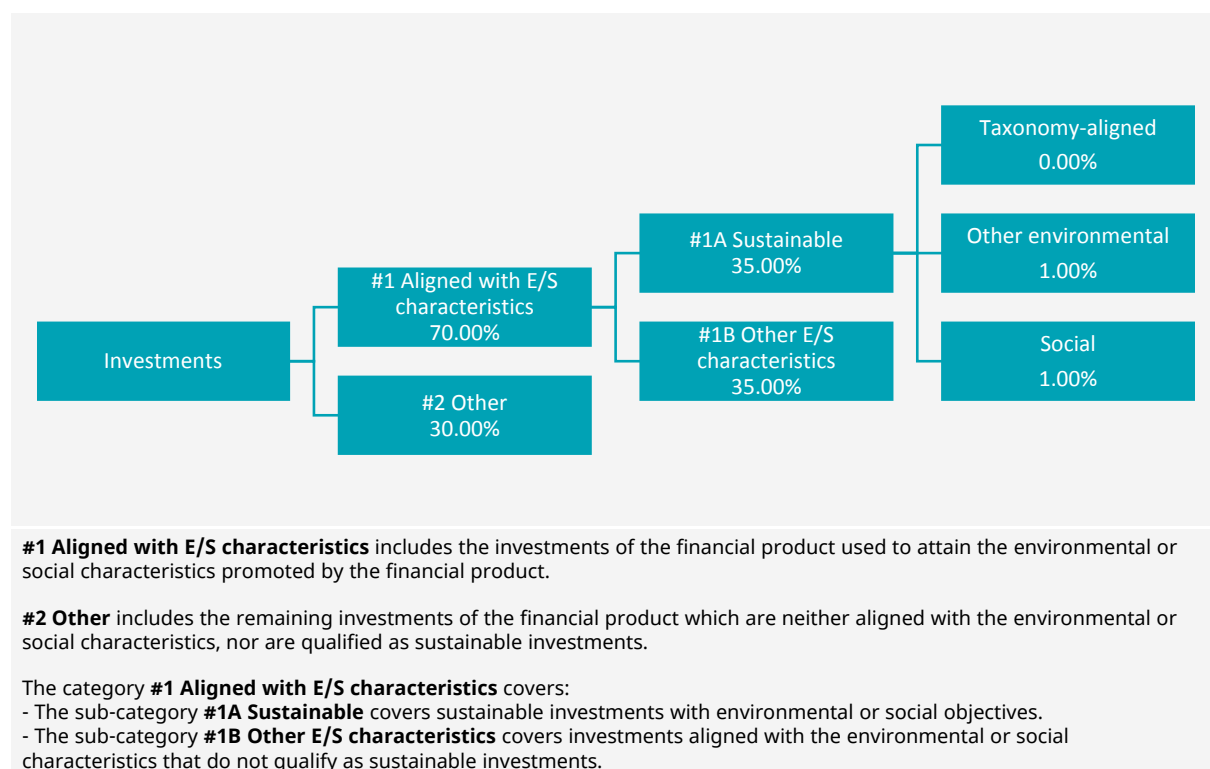 Taxonomy-aligned
0.00%
#1A Sustainable
35.00%
Other environmental
1.00%
#1 Aligned with E/S
characteristics
70.00%
Investments
#1B Other E/S
characteristics
35.00%
Social
1.00%
#2 Other
30.00%
#1 Aligned with E/S characteristics includes the investments of the financial product used to attain the environmental or
social characteristics promoted by the financial product.
#2 Other includes the remaining investments of the financial product which are neither aligned with the environmental or
social characteristics, nor are qualified as sustainable investments.
The category #1 Aligned with E/S characteristics covers:
- The sub-category #1A Sustainable covers sustainable investments with environmental or social objectives.
- The sub-category #1B Other E/S characteristics covers investments aligned with the environmental or social
characteristics that do not qualify as sustainable investments.